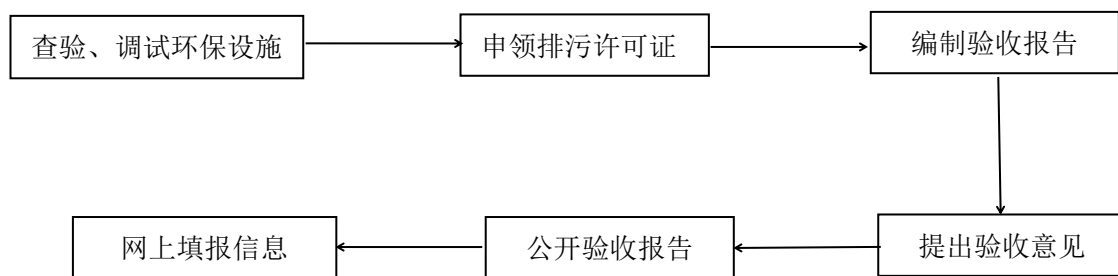 查验、调试环保设施
申领排污许可证
编制验收报告
提出验收意见
公开验收报告
网上填报信息